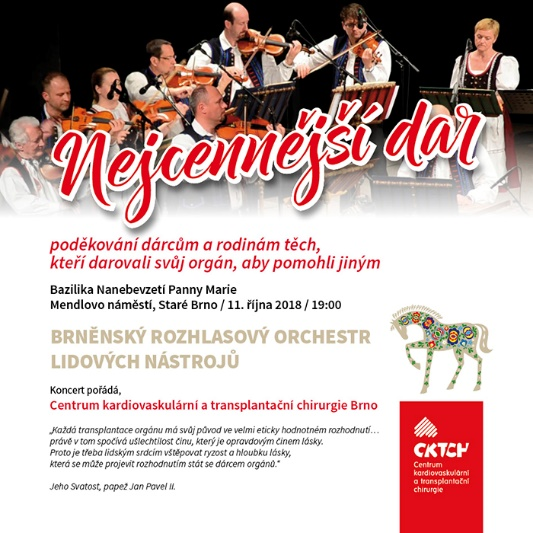 Nejcennější dar
poděkování dárcům a rodinám těch,
kteří darovali svůj orgán, aby pomohli jiným
Bazilika Nanebevzetí Panny Marie
Mendlovo náměstí, Staré Brno / 11. října 2018 / 19:00
BRNĚNSKÝ ROZHLASOVÝ ORCHESTR
LIDOVÝCH NÁSTROJŮ
Koncert pořádá,
Centrum kardiovaskulární a transplantační chirurgie Brno
„Každá transplantace orgánu má svůj původ ve velmi eticky hodnotném rozhodnutí…
právě v tom spočívá ušlechtilost činu, který je opravdovým činem lásky.
Proto je třeba lidským srdcím vštěpovat ryzost a hloubku lásky,
která se může projevit rozhodnutím stát se dárcem orgánů."
Jeho Svatost, papež Jan Pavel II.
CKTCH
Centrum
kardiovaskulární
a transplantační
chirurgie